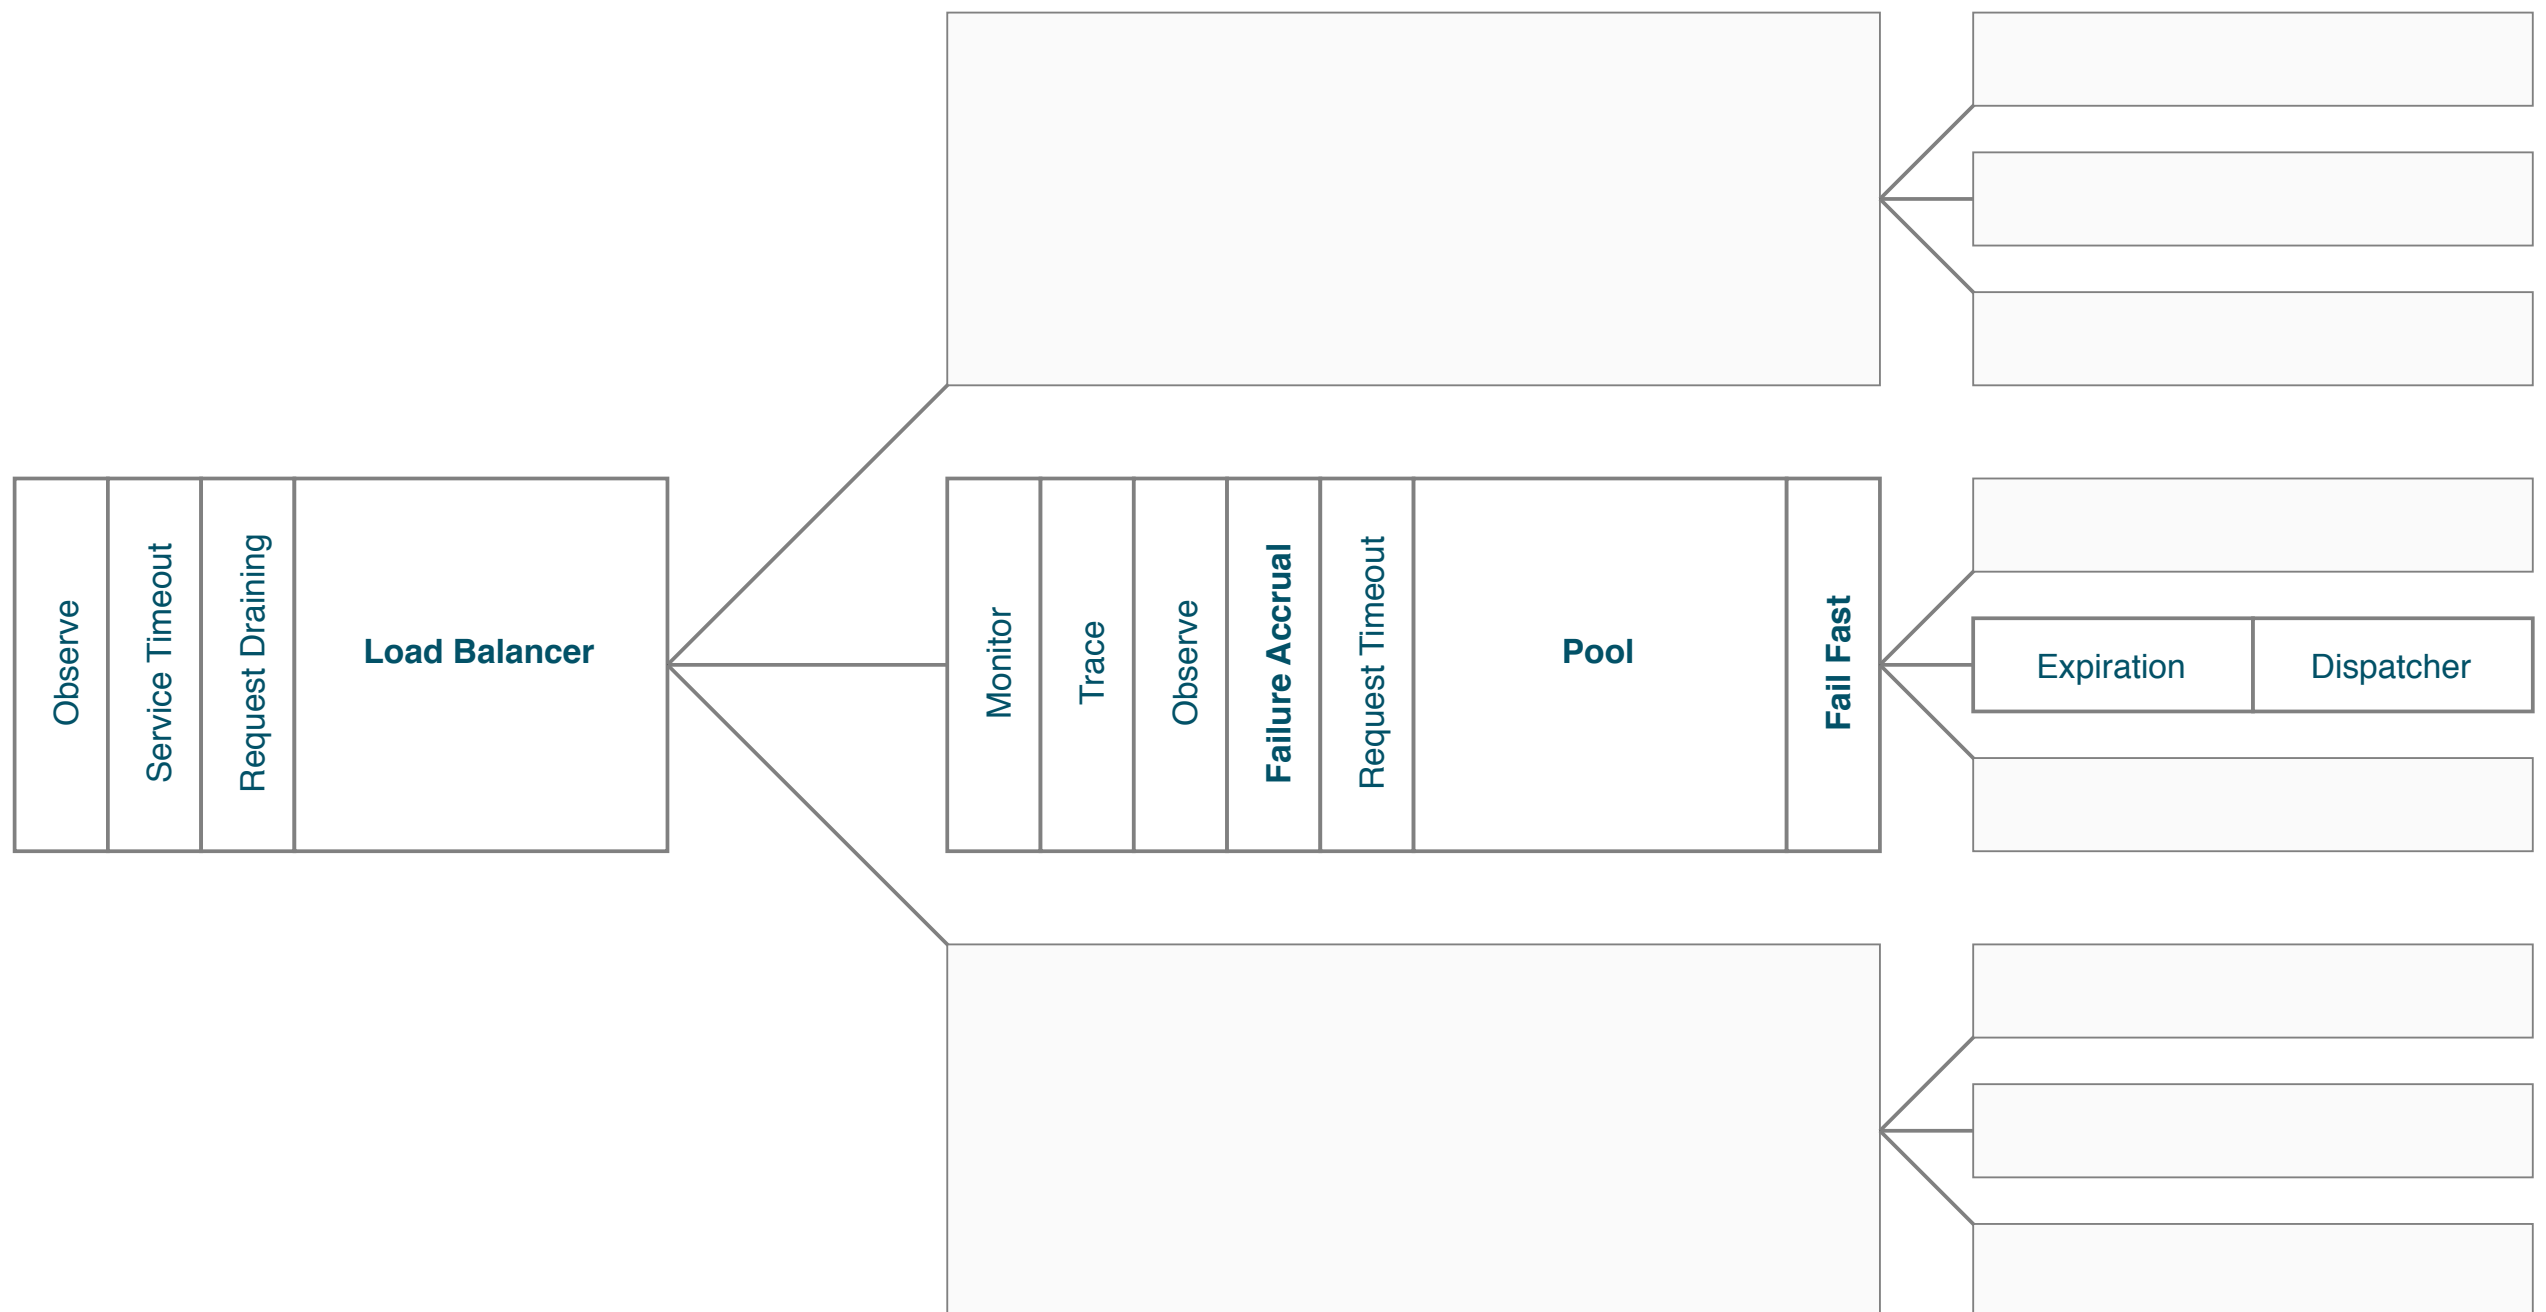 Observe
Service Timeout
Request Draining
Load Balancer
Monitor
Trace
Observe
Failure Accrual
Request Timeout
Pool
Fail Fast
Expiration
Dispatcher